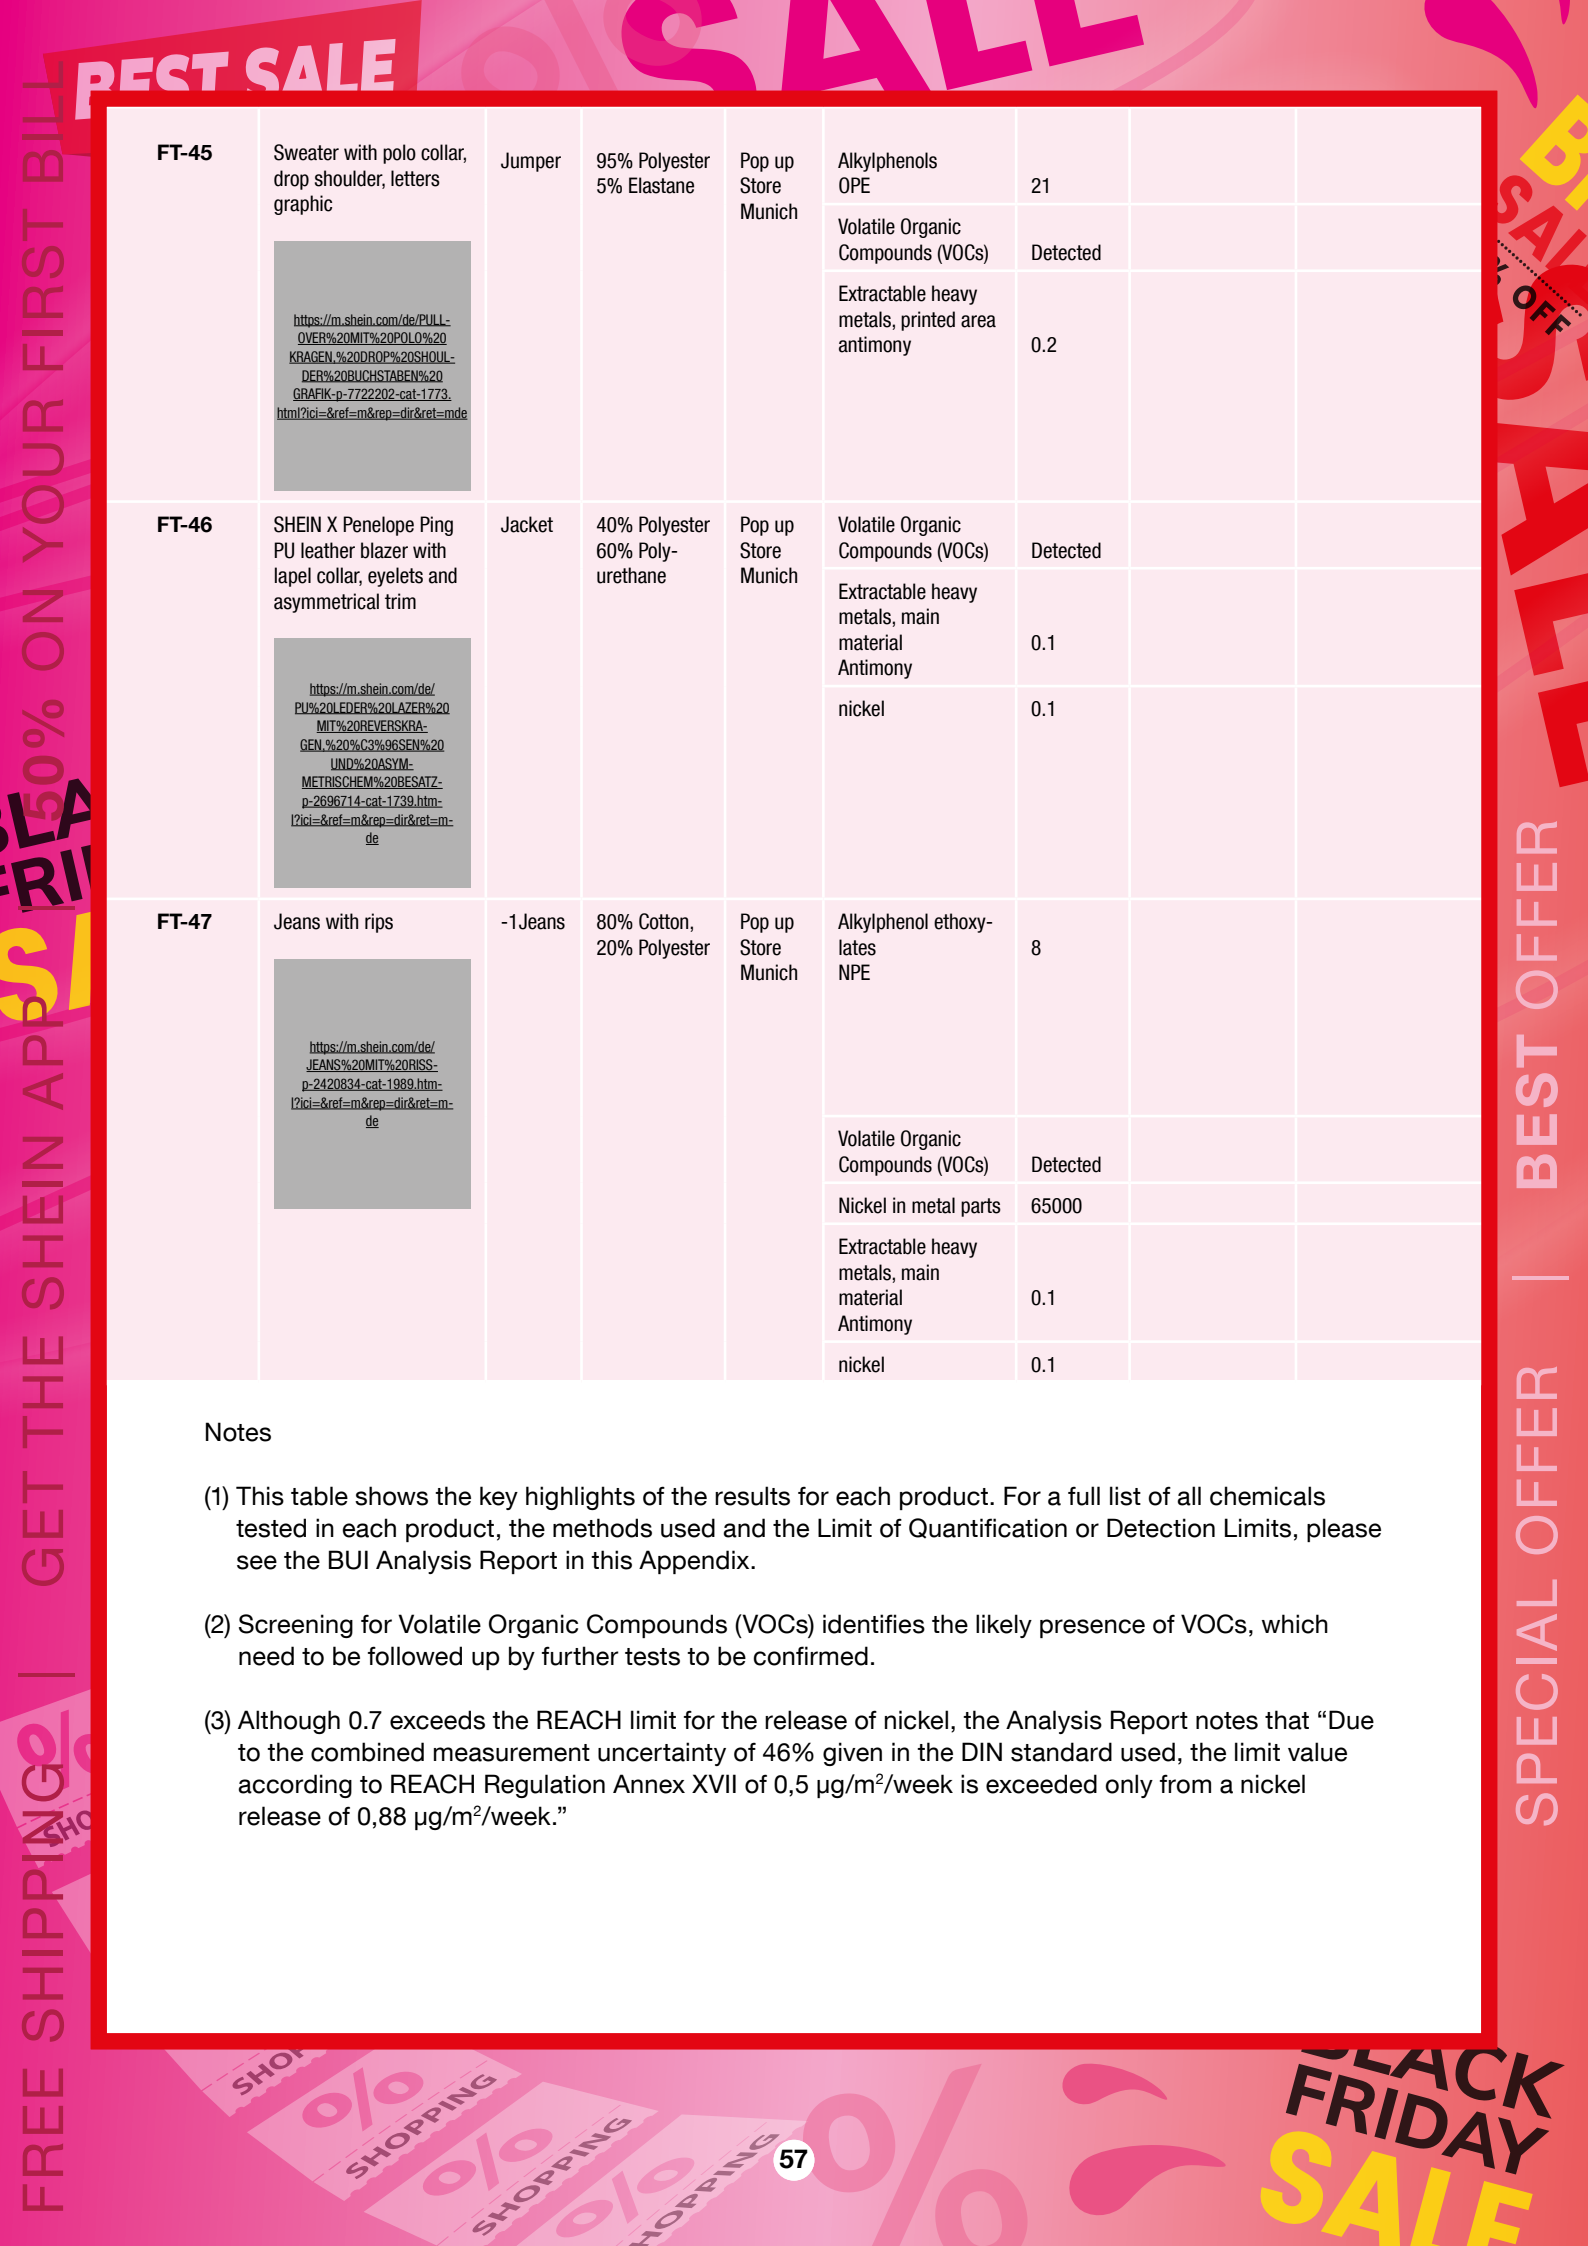 BEST SALE
SALE
FT-45
Sweater with polo collar,
drop shoulder, letters
graphic
https://m.shein.com/de/PULL-
OVER%20MIT%20POLO%20
KRAGEN,%20DROP%20SHOUL-
DER%20BUCHSTABEN%20
GRAFIK-p-7722202-cat-1773.
html?ici=&ref=m&rep=dir&ret=mde
Jumper
95% Polyester
5% Elastane
Pop up
Store
Munich
Alkylphenols
OPE
21
Volatile Organic
Compounds (VOCs)
Detected
Extractable heavy
metals, printed area
antimony
0.2
FT-46
SHEIN X Penelope Ping
PU leather blazer with
lapel collar, eyelets and
asymmetrical trim
https://m.shein.com/de/
PU%20LEDER%20LAZER%20
MIT%20REVERSKRA-
GEN,%20%C3%96SEN%20
UND%20ASYM-
METRISCHEM%20BESATZ-
p-2696714-cat-1739.htm-
l?ici=&ref=m&rep=dir&ret=m-
de
Jacket
40% Polyester
60% Poly-
urethane
Pop up
Store
Munich
Volatile Organic
Compounds (VOCs)
Detected
Extractable heavy
metals, main
material
Antimony
0.1
nickel
0.1
FT-47
Jeans with rips
https://m.shein.com/de/
JEANS%20MIT%20RISS-
p-2420834-cat-1989.htm-
l?ici=&ref=m&rep=dir&ret=m-
de
-1Jeans
80% Cotton,
20% Polyester
Pop up
Store
Munich
Alkylphenol ethoxy-
lates
NPE
8
Volatile Organic
Compounds (VOCs)
Detected
Nickel in metal parts
65000
Extractable heavy
metals, main
material
Antimony
0.1
nickel
0.1
Notes
(1) This table shows the key highlights of the results for each product. For a full list of all chemicals
tested in each product, the methods used and the Limit of Quantification or Detection Limits, please
see the BUI Analysis Report in this Appendix.
(2) Screening for Volatile Organic Compounds (VOCs) identifies the likely presence of VOCs, which
need to be followed up by further tests to be confirmed.
(3) Although 0.7 exceeds the REACH limit for the release of nickel, the Analysis Report notes that “Due
to the combined measurement uncertainty of 46% given in the DIN standard used, the limit value
according to REACH Regulation Annex XVII of 0,5 µg/m²/week is exceeded only from a nickel
release of 0,88 µg/m²/week.”
57
FREE SHIPPING | GET THE SHEIN APP | 50% ON YOUR FIRST BILL
SPECIAL OFFER | BEST OFFER
% OFF
SALE
SHOPPING
SHOPPING
SHOPPING
%
%
%
%
BLACK
FRIDAY
SALE